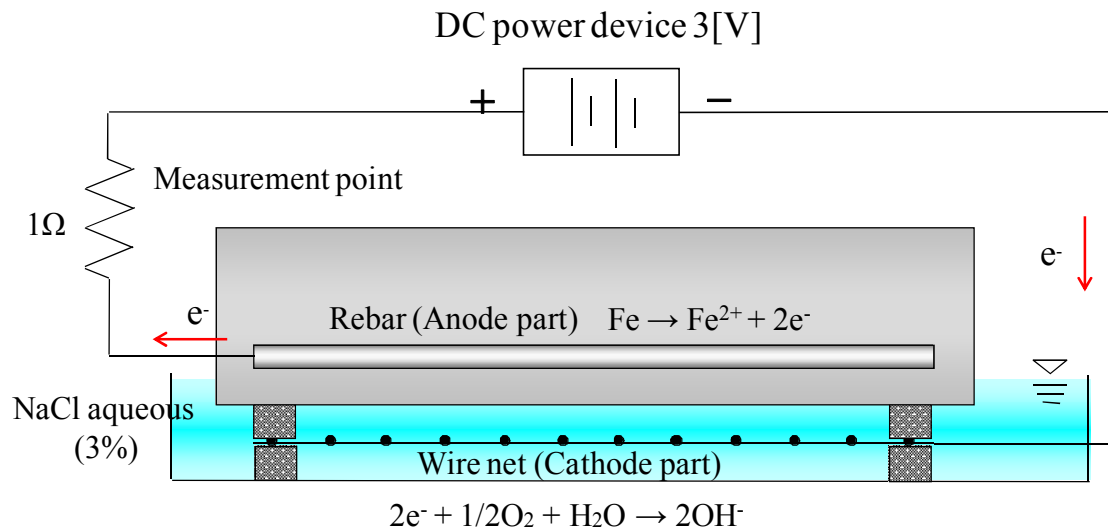 DC power device 3[V]
+
−
Measurement point
1Ω
e⁻
e⁻
Rebar (Anode part) Fe → Fe²⁺ + 2e⁻
NaCl aqueous
(3%)
Wire net (Cathode part)
2e⁻ + 1/2O₂ + H₂O → 2OH⁻